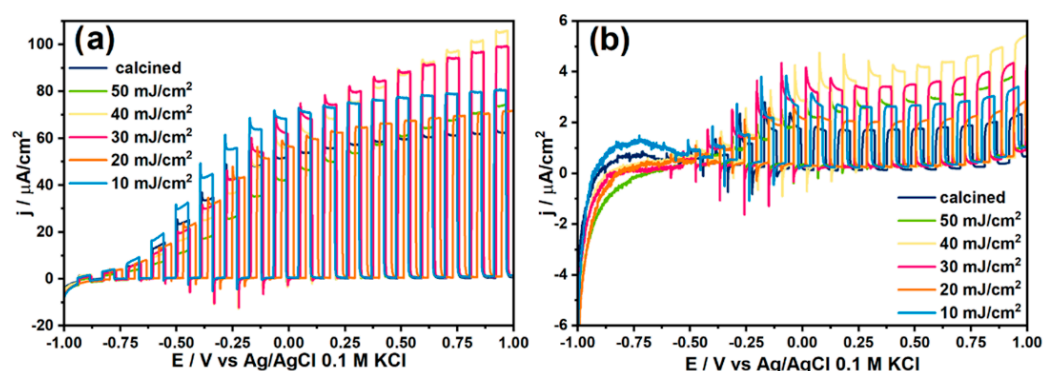 (a)
j / μA/cm²
100
80
60
40
20
0
-20
calcined
50 mJ/cm²
40 mJ/cm²
30 mJ/cm²
20 mJ/cm²
10 mJ/cm²
-1.00 -0.75 -0.50 -0.25 0.00 0.25 0.50 0.75 1.00
E / V vs Ag/AgCl 0.1 M KCl
(b)
j / μA/cm²
6
4
2
0
-2
-4
-6
calcined
50 mJ/cm²
40 mJ/cm²
30 mJ/cm²
20 mJ/cm²
10 mJ/cm²
-1.00 -0.75 -0.50 -0.25 0.00 0.25 0.50 0.75 1.00
E / V vs Ag/AgCl 0.1 M KCl